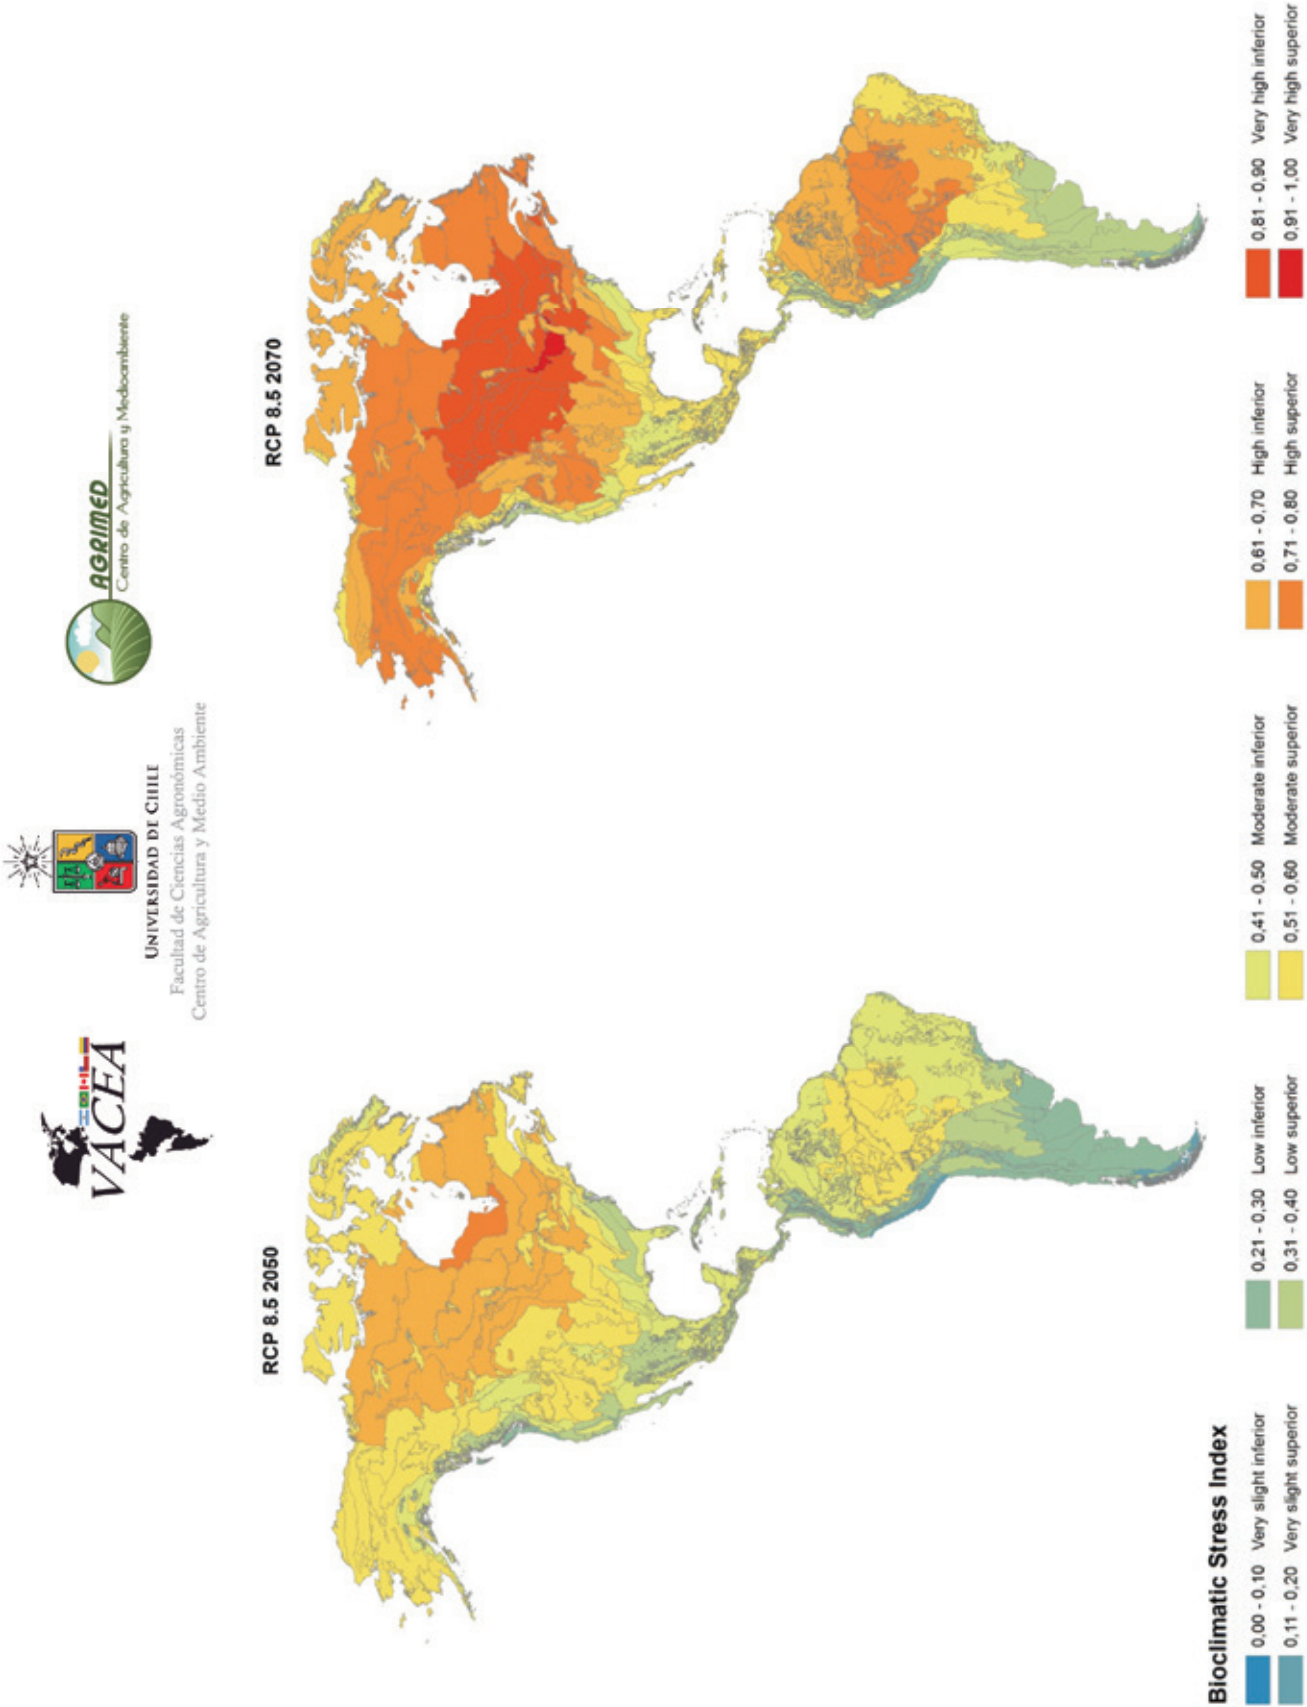 VACEA
UNIVERSIDAD DE CHILE
Facultad de Ciencias Agronómicas
Centro de Agricultura y Medio Ambiente
AGRIMED
Centro de Agricultura y Medioambiente
RCP 8.5 2050
RCP 8.5 2070
Bioclimatic Stress Index
0,00 - 0,10 Very slight inferior
0,11 - 0,20 Very slight superior
0,21 - 0,30 Low inferior
0,31 - 0,40 Low superior
0,41 - 0,50 Moderate inferior
0,51 - 0,60 Moderate superior
0,61 - 0,70 High inferior
0,71 - 0,80 High superior
0,81 - 0,90 Very high inferior
0,91 - 1,00 Very high superior